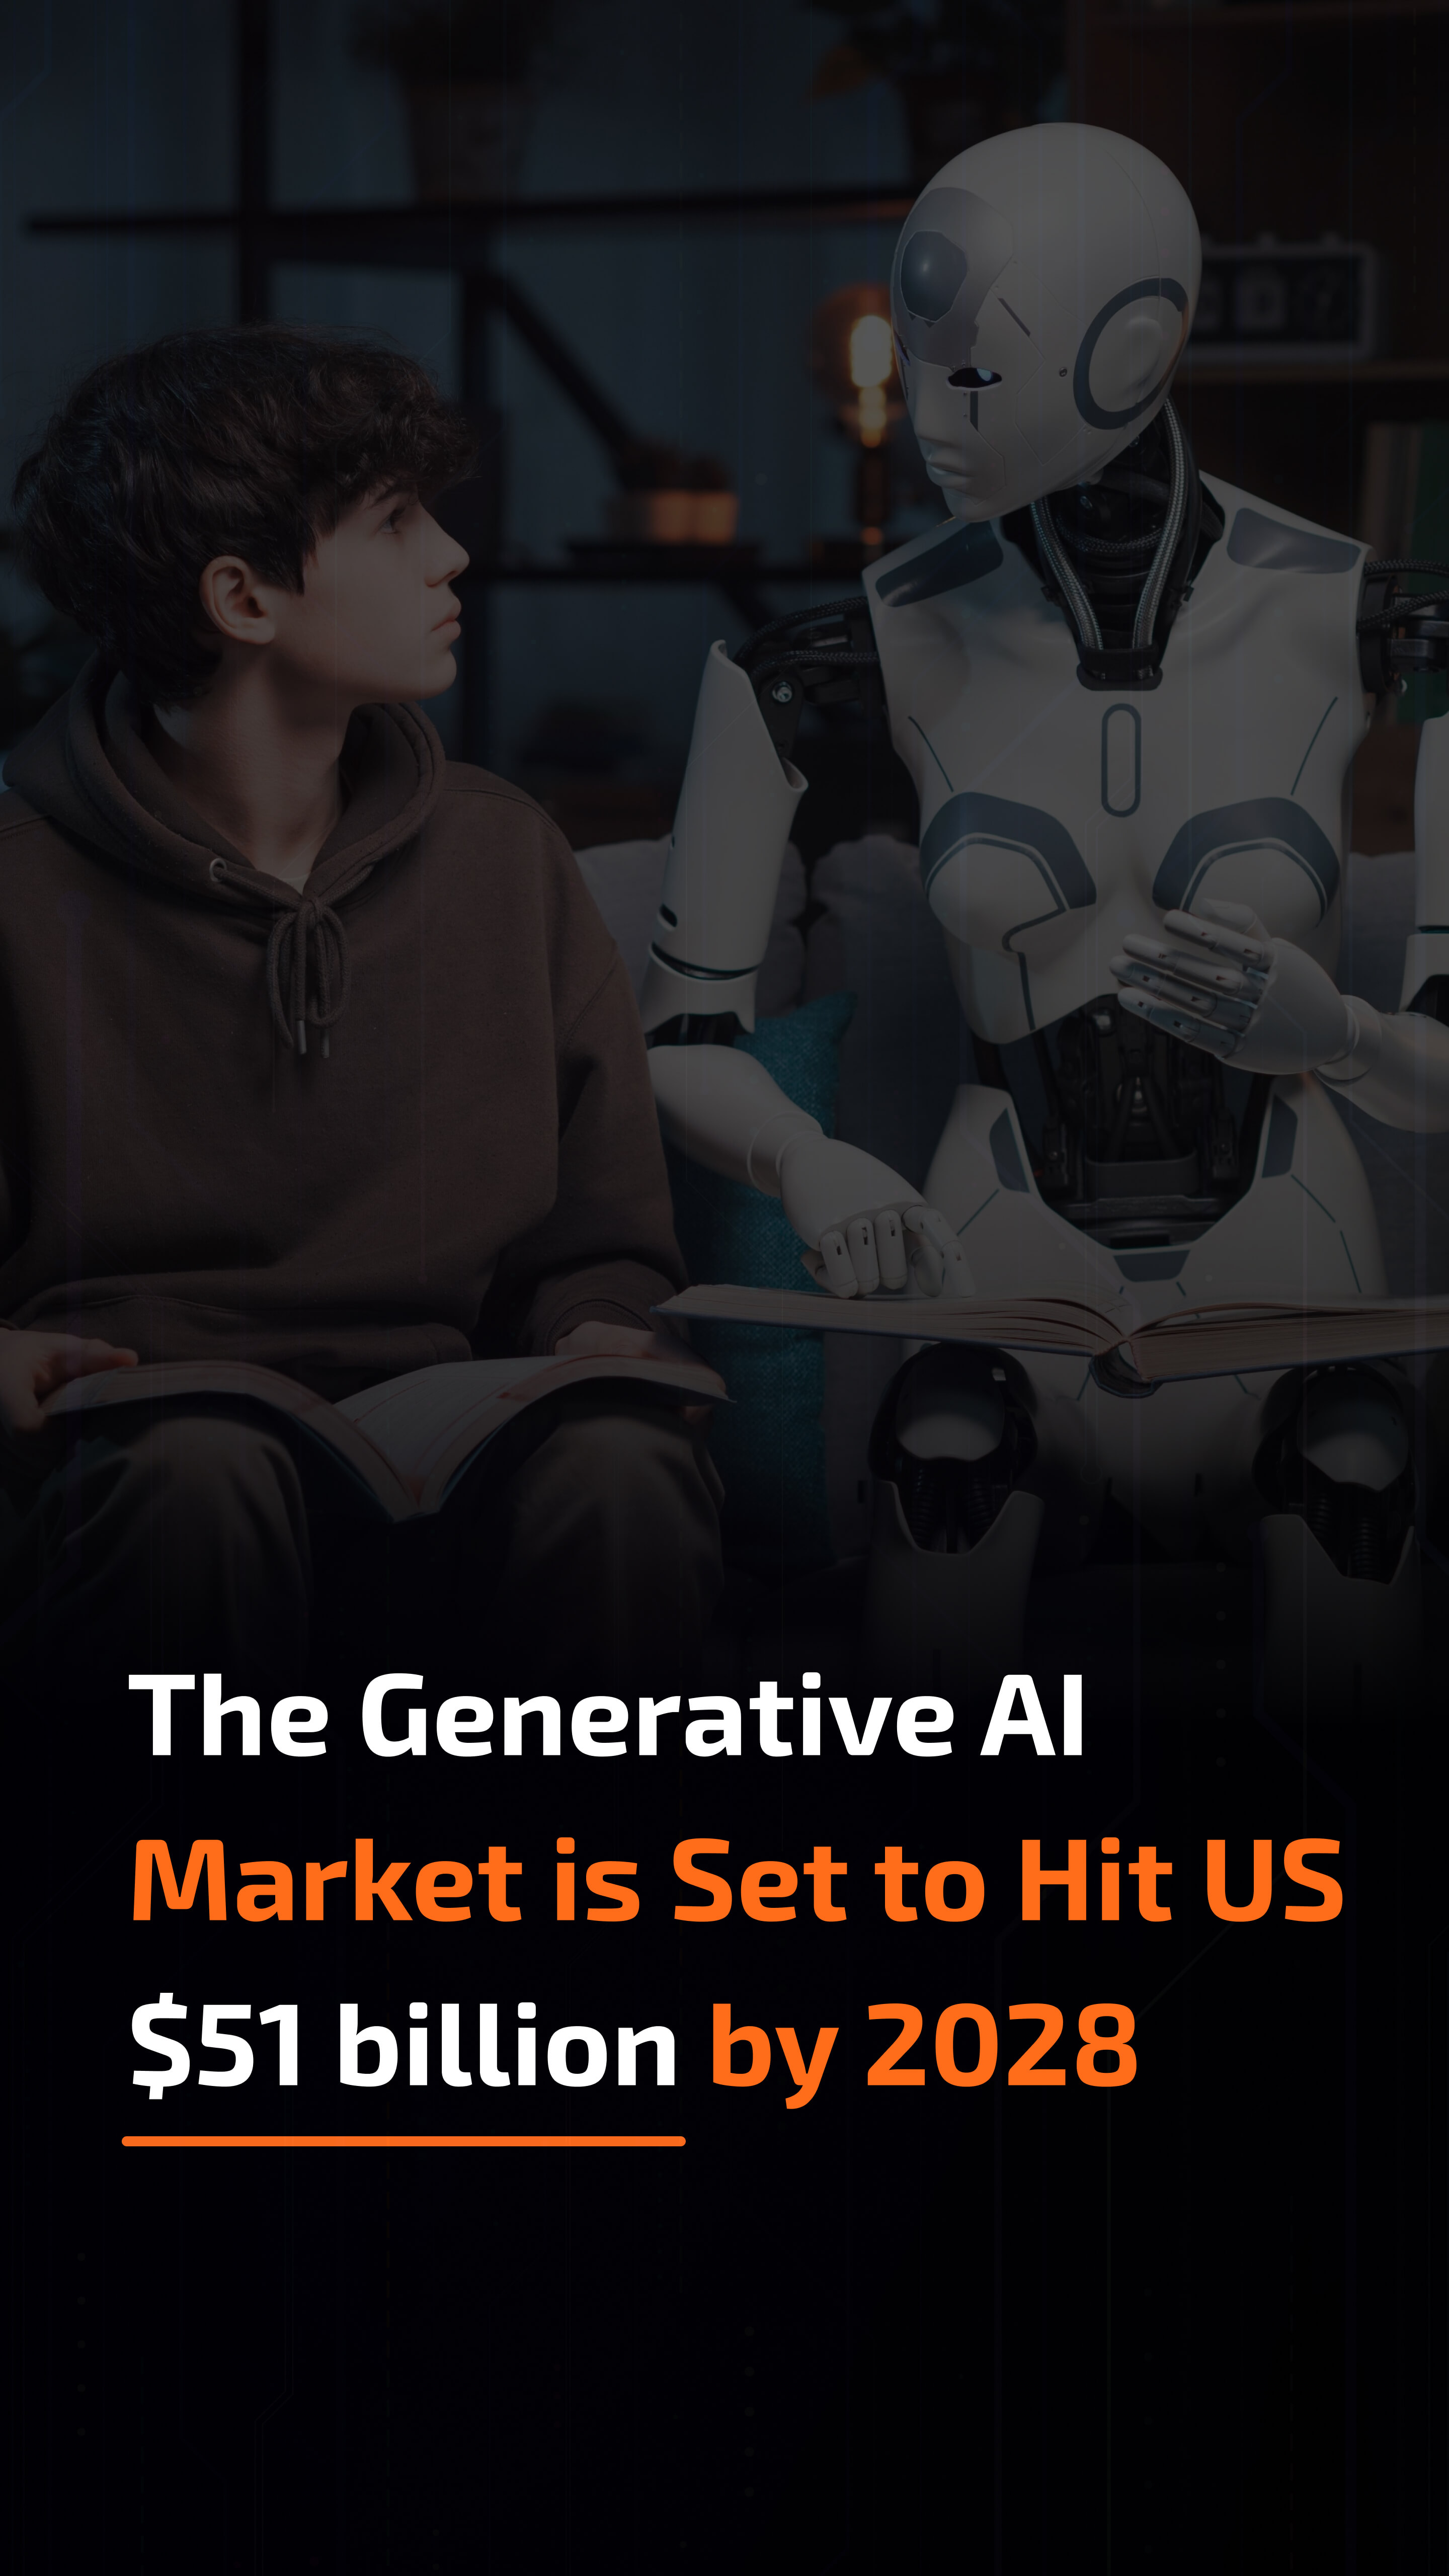 The Generative AI
Market is Set to Hit US
$51 billion by 2028